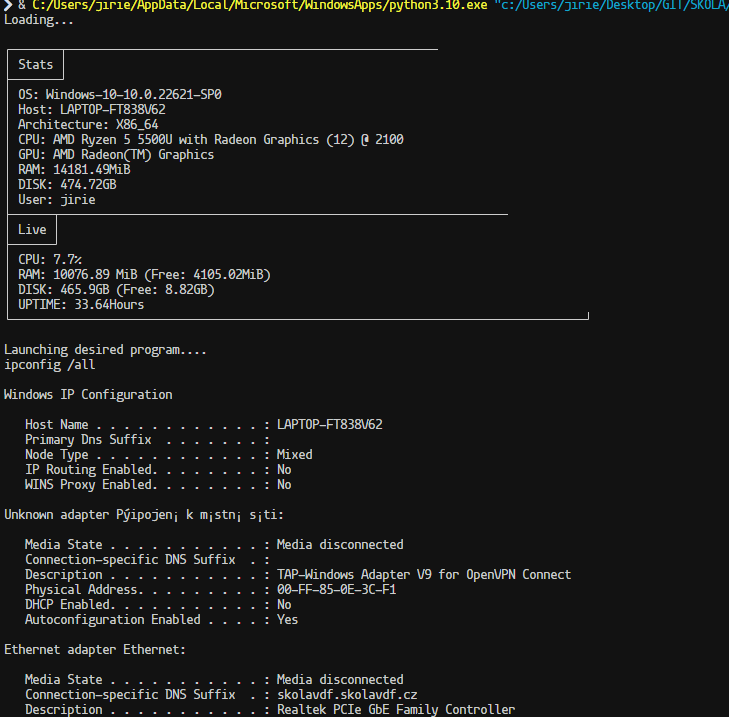 ❯ & C:/Users/jirie/AppData/Local/Microsoft/WindowsApps/python3.10.exe "c:/Users/jirie/Desktop/GIT/SKOLA/
Loading...
Stats
OS: Windows-10-10.0.22621-SP0
Host: LAPTOP-FT838V62
Architecture: X86_64
CPU: AMD Ryzen 5 5500U with Radeon Graphics (12) @ 2100
GPU: AMD Radeon(TM) Graphics
RAM: 14181.49MiB
DISK: 474.72GB
User: jirie
Live
CPU: 7.7%
RAM: 10076.89 MiB (Free: 4105.02MiB)
DISK: 465.9GB (Free: 8.82GB)
UPTIME: 33.64Hours
Launching desired program....
ipconfig /all
Windows IP Configuration
Host Name . . . . . . . . . . . . : LAPTOP-FT838V62
Primary Dns Suffix  . . . . . . . :
Node Type . . . . . . . . . . . . : Mixed
IP Routing Enabled. . . . . . . . : No
WINS Proxy Enabled. . . . . . . . : No
Unknown adapter Pýipojen¡ k m¡stn¡ s¡ti:
Media State . . . . . . . . . . . : Media disconnected
Connection-specific DNS Suffix  . :
Description . . . . . . . . . . . : TAP-Windows Adapter V9 for OpenVPN Connect
Physical Address. . . . . . . . . : 00-FF-85-0E-3C-F1
DHCP Enabled. . . . . . . . . . . : No
Autoconfiguration Enabled . . . . : Yes
Ethernet adapter Ethernet:
Media State . . . . . . . . . . . : Media disconnected
Connection-specific DNS Suffix  . : skolavdf.skolavdf.cz
Description . . . . . . . . . . . : Realtek PCIe GbE Family Controller